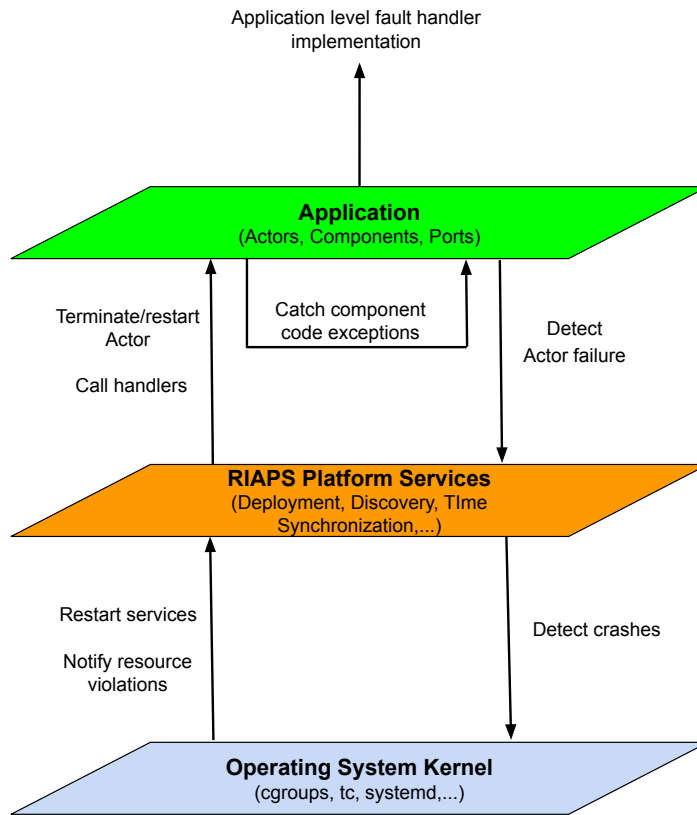 Application level fault handler
implementation
Application
(Actors, Components, Ports)
Terminate/restart
Actor
Call handlers
Catch component
code exceptions
Detect
Actor failure
RIAPS Platform Services
(Deployment, Discovery, TIme
Synchronization,...)
Restart services
Notify resource
violations
Detect crashes
Operating System Kernel
(cgroups, tc, systemd,...)